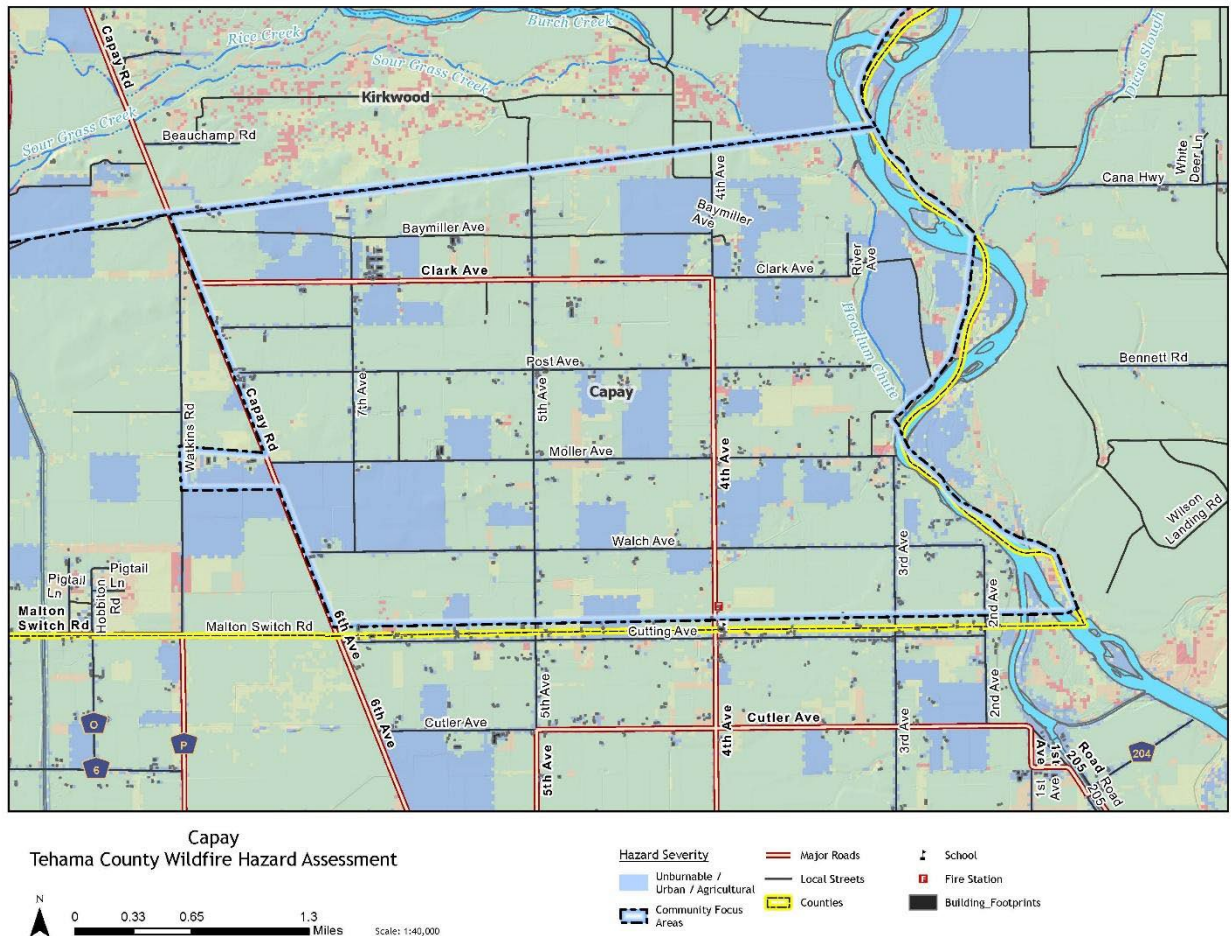 Capay Rd
Rice Creek
Burch Creek
Sour Grass Creek
Kirkwood
Sour Grass Creek
Beauchamp Rd
Dicus Slough
White
Deer Ln
Cana Hwy
4th Ave
Baymiller
Ave
Baymiller Ave
Clark Ave
Clark Ave
River
Ave
Hoodlum Chute
Post Ave
Bennett Rd
Capay
7th Ave
5th Ave
Capay Rd
Watkins Rd
Moller Ave
4th Ave
Wilson
Landing Rd
Walch Ave
3rd Ave
Pigtail
Ln
Pigtail
Ln
Hobbiton
Rd
Malton
Switch Rd
Malton Switch Rd
6th Ave
F
Cutting Ave
2nd Ave
O
P
6
6th Ave
5th Ave
Cutler Ave
5th Ave
4th Ave
Cutler Ave
3rd Ave
2nd Ave
1st
Ave
1st
Ave
Road
205
Road
205
204
Capay
Tehama County Wildfire Hazard Assessment
N
0 0.33 0.65 1.3
Miles
Scale: 1:40,000
Hazard Severity
Unburnable /
Urban / Agricultural
Community Focus
Areas
Major Roads
Local Streets
Counties
School
F Fire Station
Building_Footprints